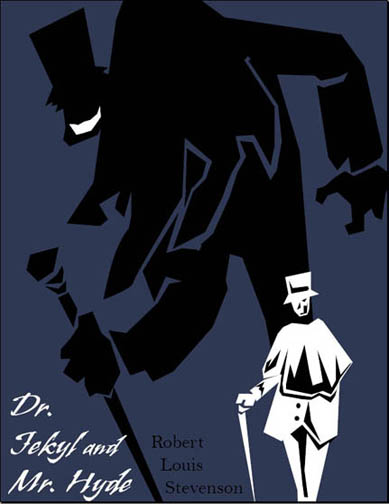 Dr.
Jekyl and
Mr. Hyde
Robert
Louis
Stevenson